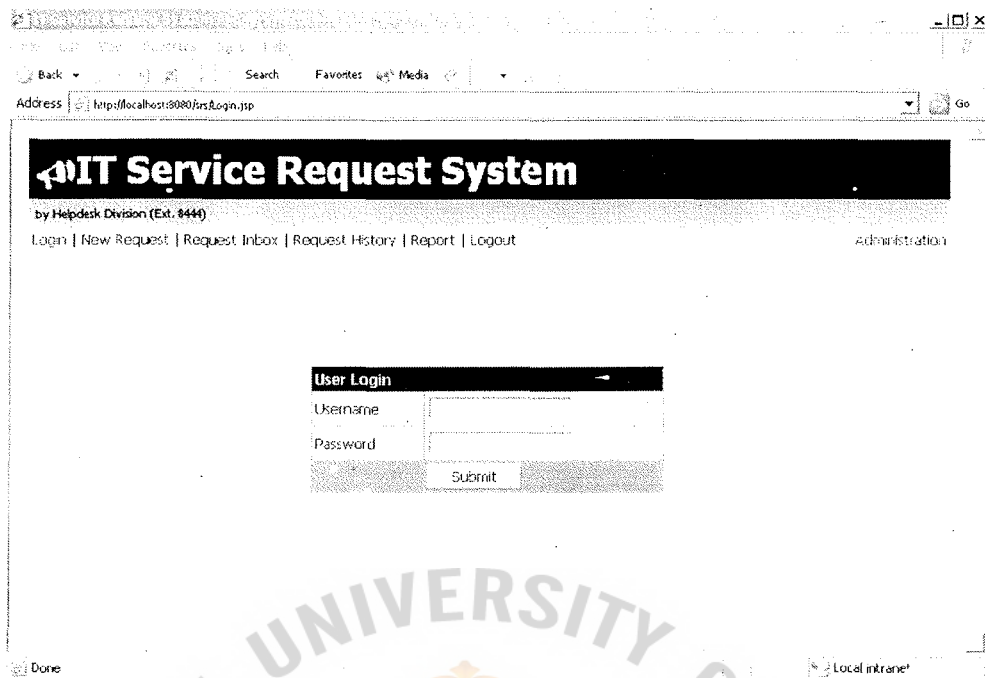 Back Search Favorites Media
Address http://localhost:8080/srs/Login.jsp Go
IT Service Request System
by Helpdesk Division (Ext. 8444)
Login | New Request | Request Inbox | Request History | Report | Logout Administration
User Login
Username
Password
Submit
UNIVERSITY
Done Local intranet